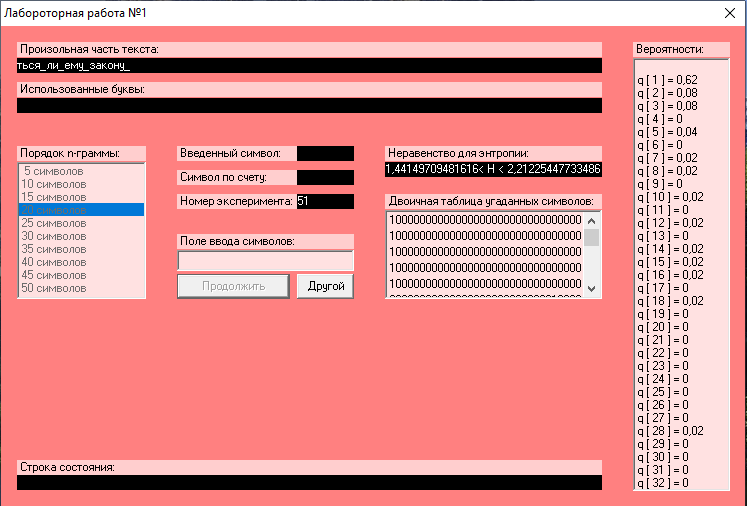 Лабороторная работа №1
Произольная часть текста:
ться_ли_ему_закону_
Использованные буквы:
Порядок n-граммы:
5 символов
10 символов
15 символов
20 символов
25 символов
30 символов
35 символов
40 символов
45 символов
50 символов
Введенный символ:
Символ по счету:
Номер эксперимента: 51
Поле ввода символов:
Продолжить
Другой
Неравенство для энтропии:
1,44149709481616< H < 2,21225447733486
Двоичная таблица угаданных символов:
10000000000000000000000000000000
10000000000000000000000000000000
10000000000000000000000000000000
10000000000000000000000000000000
10000000000000000000000000000000
Вероятности:
q [ 1 ] = 0,62
q [ 2 ] = 0,08
q [ 3 ] = 0,08
q [ 4 ] = 0
q [ 5 ] = 0,04
q [ 6 ] = 0
q [ 7 ] = 0,02
q [ 8 ] = 0,02
q [ 9 ] = 0
q [ 10 ] = 0,02
q [ 11 ] = 0
q [ 12 ] = 0,02
q [ 13 ] = 0
q [ 14 ] = 0,02
q [ 15 ] = 0,02
q [ 16 ] = 0,02
q [ 17 ] = 0
q [ 18 ] = 0,02
q [ 19 ] = 0
q [ 20 ] = 0
q [ 21 ] = 0
q [ 22 ] = 0
q [ 23 ] = 0
q [ 24 ] = 0
q [ 25 ] = 0
q [ 26 ] = 0
q [ 27 ] = 0
q [ 28 ] = 0,02
q [ 29 ] = 0
q [ 30 ] = 0
q [ 31 ] = 0
q [ 32 ] = 0
Строка состояния: